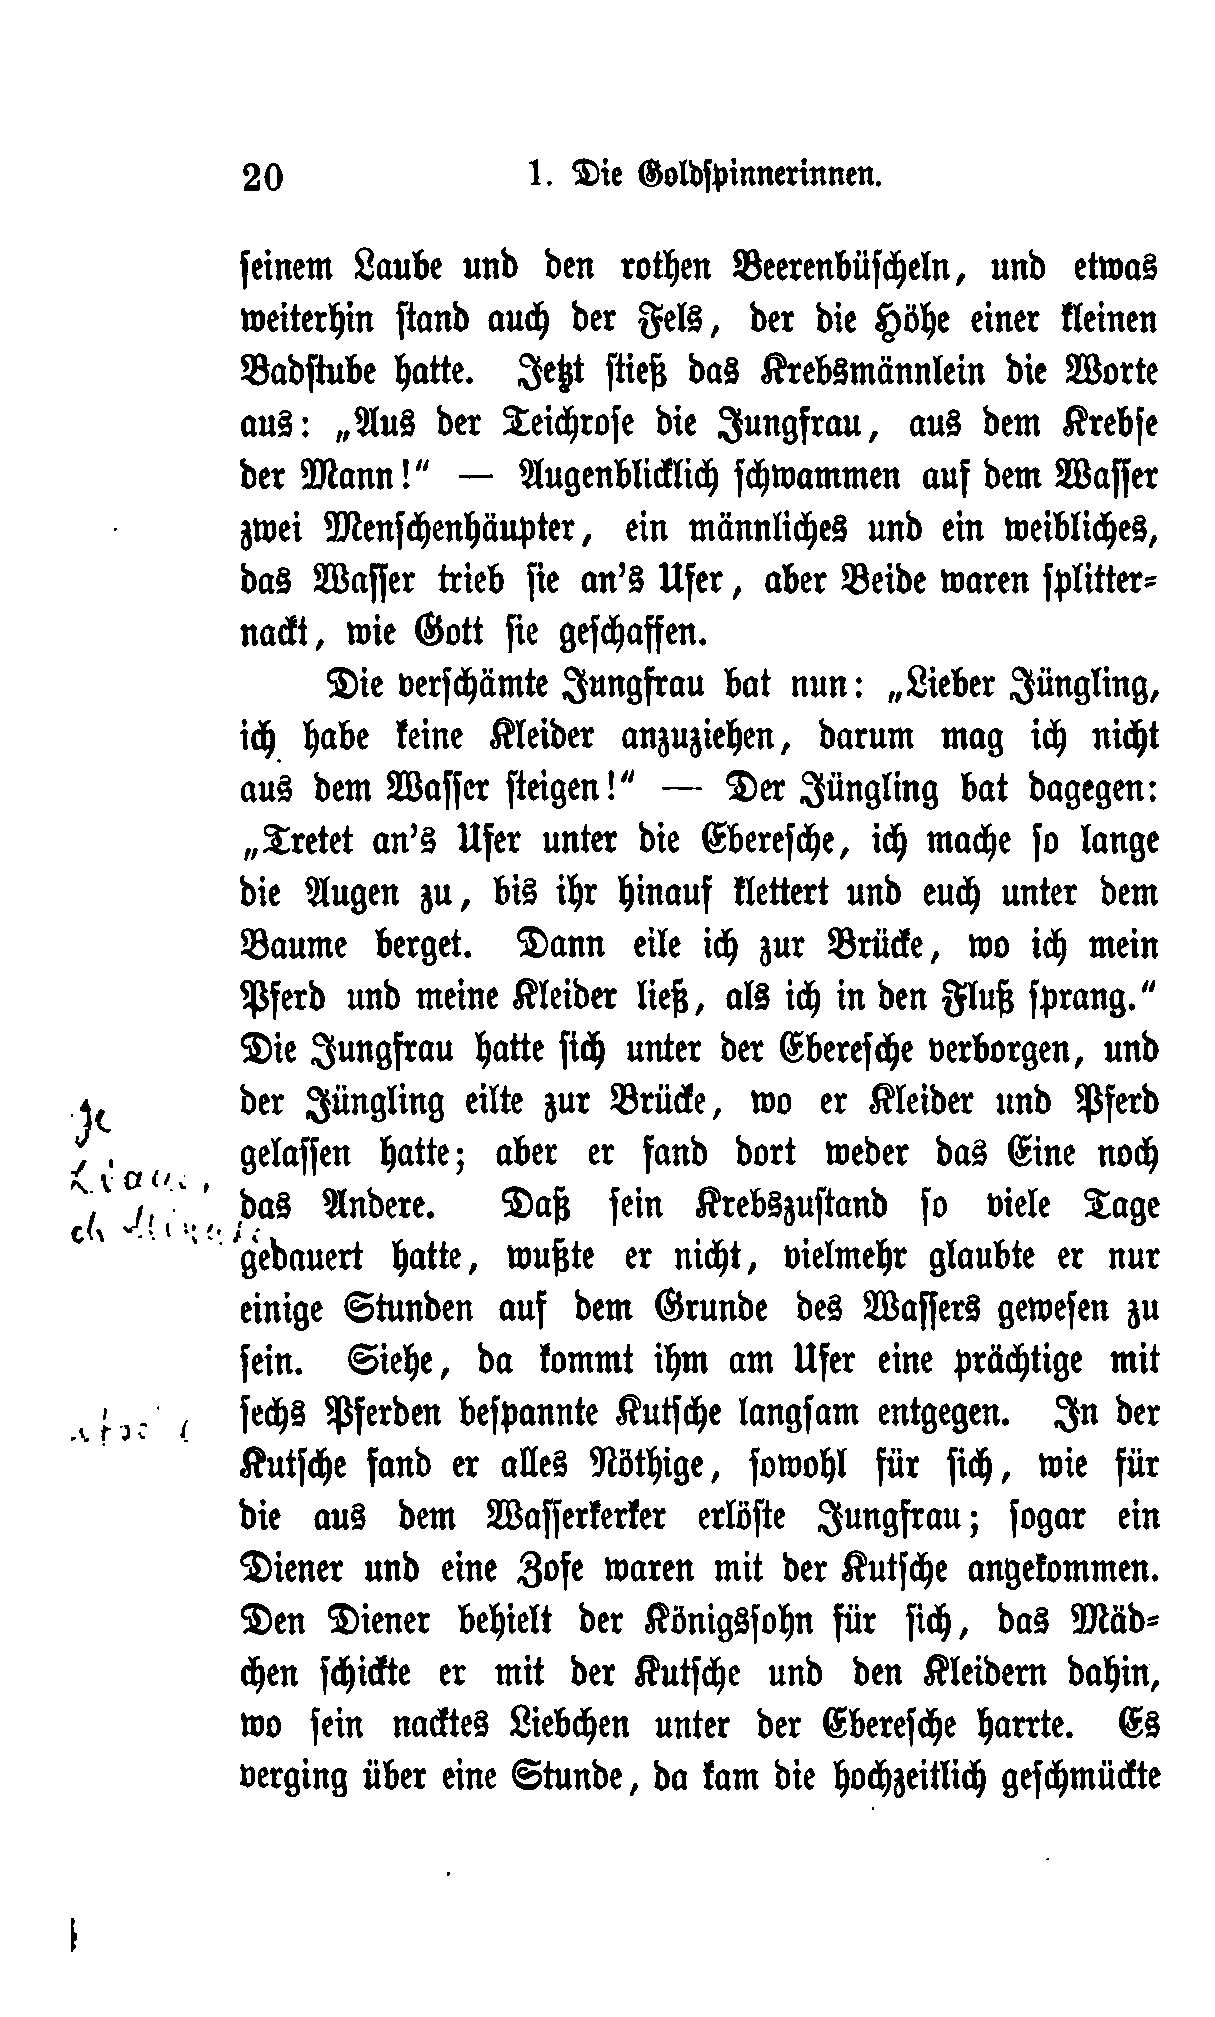 20 1. Die Goldspinnerinnen.
seinem Laube und den rothen Beerenbüscheln, und etwas
weiterhin stand auch der Fels, der die Höhe einer kleinen
Badstube hatte. Jetzt stieß das Krebsmännlein die Worte
aus: „Aus der Teichrose die Jungfrau, aus dem Krebse
der Mann!“ — Augenblicklich schwammen auf dem Wasser
zwei Menschenhäupter, ein männliches und ein weibliches,
das Wasser trieb sie an's Ufer, aber Beide waren splitter-
nackt, wie Gott sie geschaffen.
Die verschämte Jungfrau bat nun: „Lieber Jüngling,
ich habe keine Kleider anzuziehen, darum mag ich nicht
aus dem Wasser steigen!“ — Der Jüngling bat dagegen:
„Tretet an's Ufer unter die Eberesche, ich mache so lange
die Augen zu, bis ihr hinauf klettert und euch unter dem
Baume berget. Dann eile ich zur Brücke, wo ich mein
Pferd und meine Kleider ließ, als ich in den Fluß sprang.“
Die Jungfrau hatte sich unter der Eberesche verborgen, und
der Jüngling eilte zur Brücke, wo er Kleider und Pferd
gelassen hatte; aber er fand dort weder das Eine noch
das Andere. Daß sein Krebszustand so viele Tage
gedauert hatte, wußte er nicht, vielmehr glaubte er nur
einige Stunden auf dem Grunde des Wassers gewesen zu
sein. Siehe, da kommt ihm am Ufer eine prächtige mit
sechs Pferden bespannte Kutsche langsam entgegen. In der
Kutsche fand er alles Nöthige, sowohl für sich, wie für
die aus dem Wasserkerker erlöste Jungfrau; sogar ein
Diener und eine Zofe waren mit der Kutsche angekommen.
Den Diener behielt der Königssohn für sich, das Mäd-
chen schickte er mit der Kutsche und den Kleidern dahin,
wo sein nacktes Liebchen unter der Eberesche harrte. Es
verging über eine Stunde, da kam die hochzeitlich geschmückte